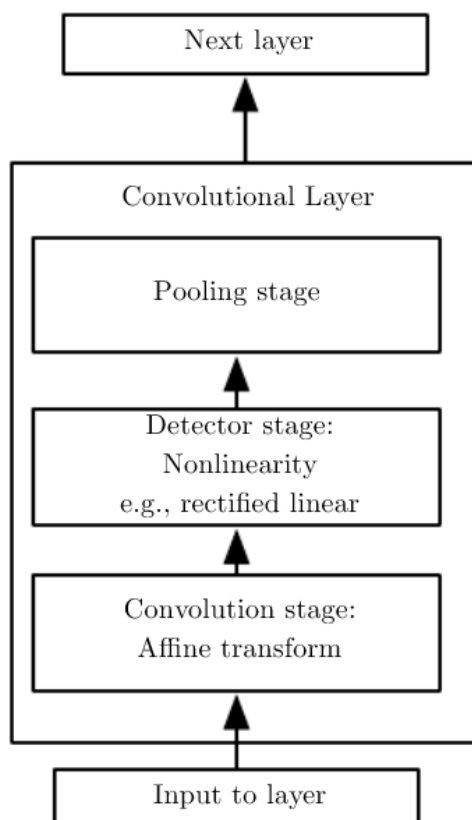 Next layer
Convolutional Layer
Pooling stage
Detector stage:
Nonlinearity
e.g., rectified linear
Convolution stage:
Affine transform
Input to layer